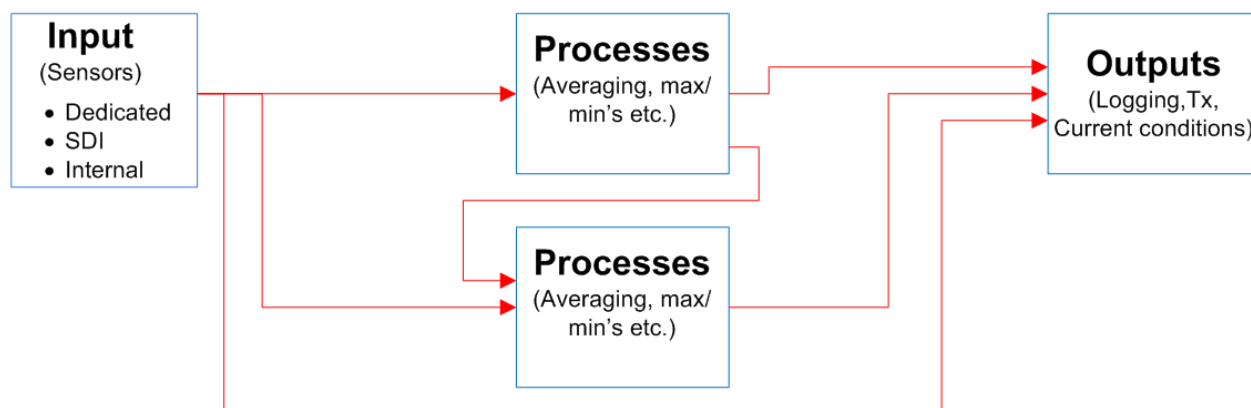 Input
(Sensors)
• Dedicated
• SDI
• Internal
Processes
(Averaging, max/
min's etc.)
Processes
(Averaging, max/
min's etc.)
Outputs
(Logging,Tx,
Current conditions)